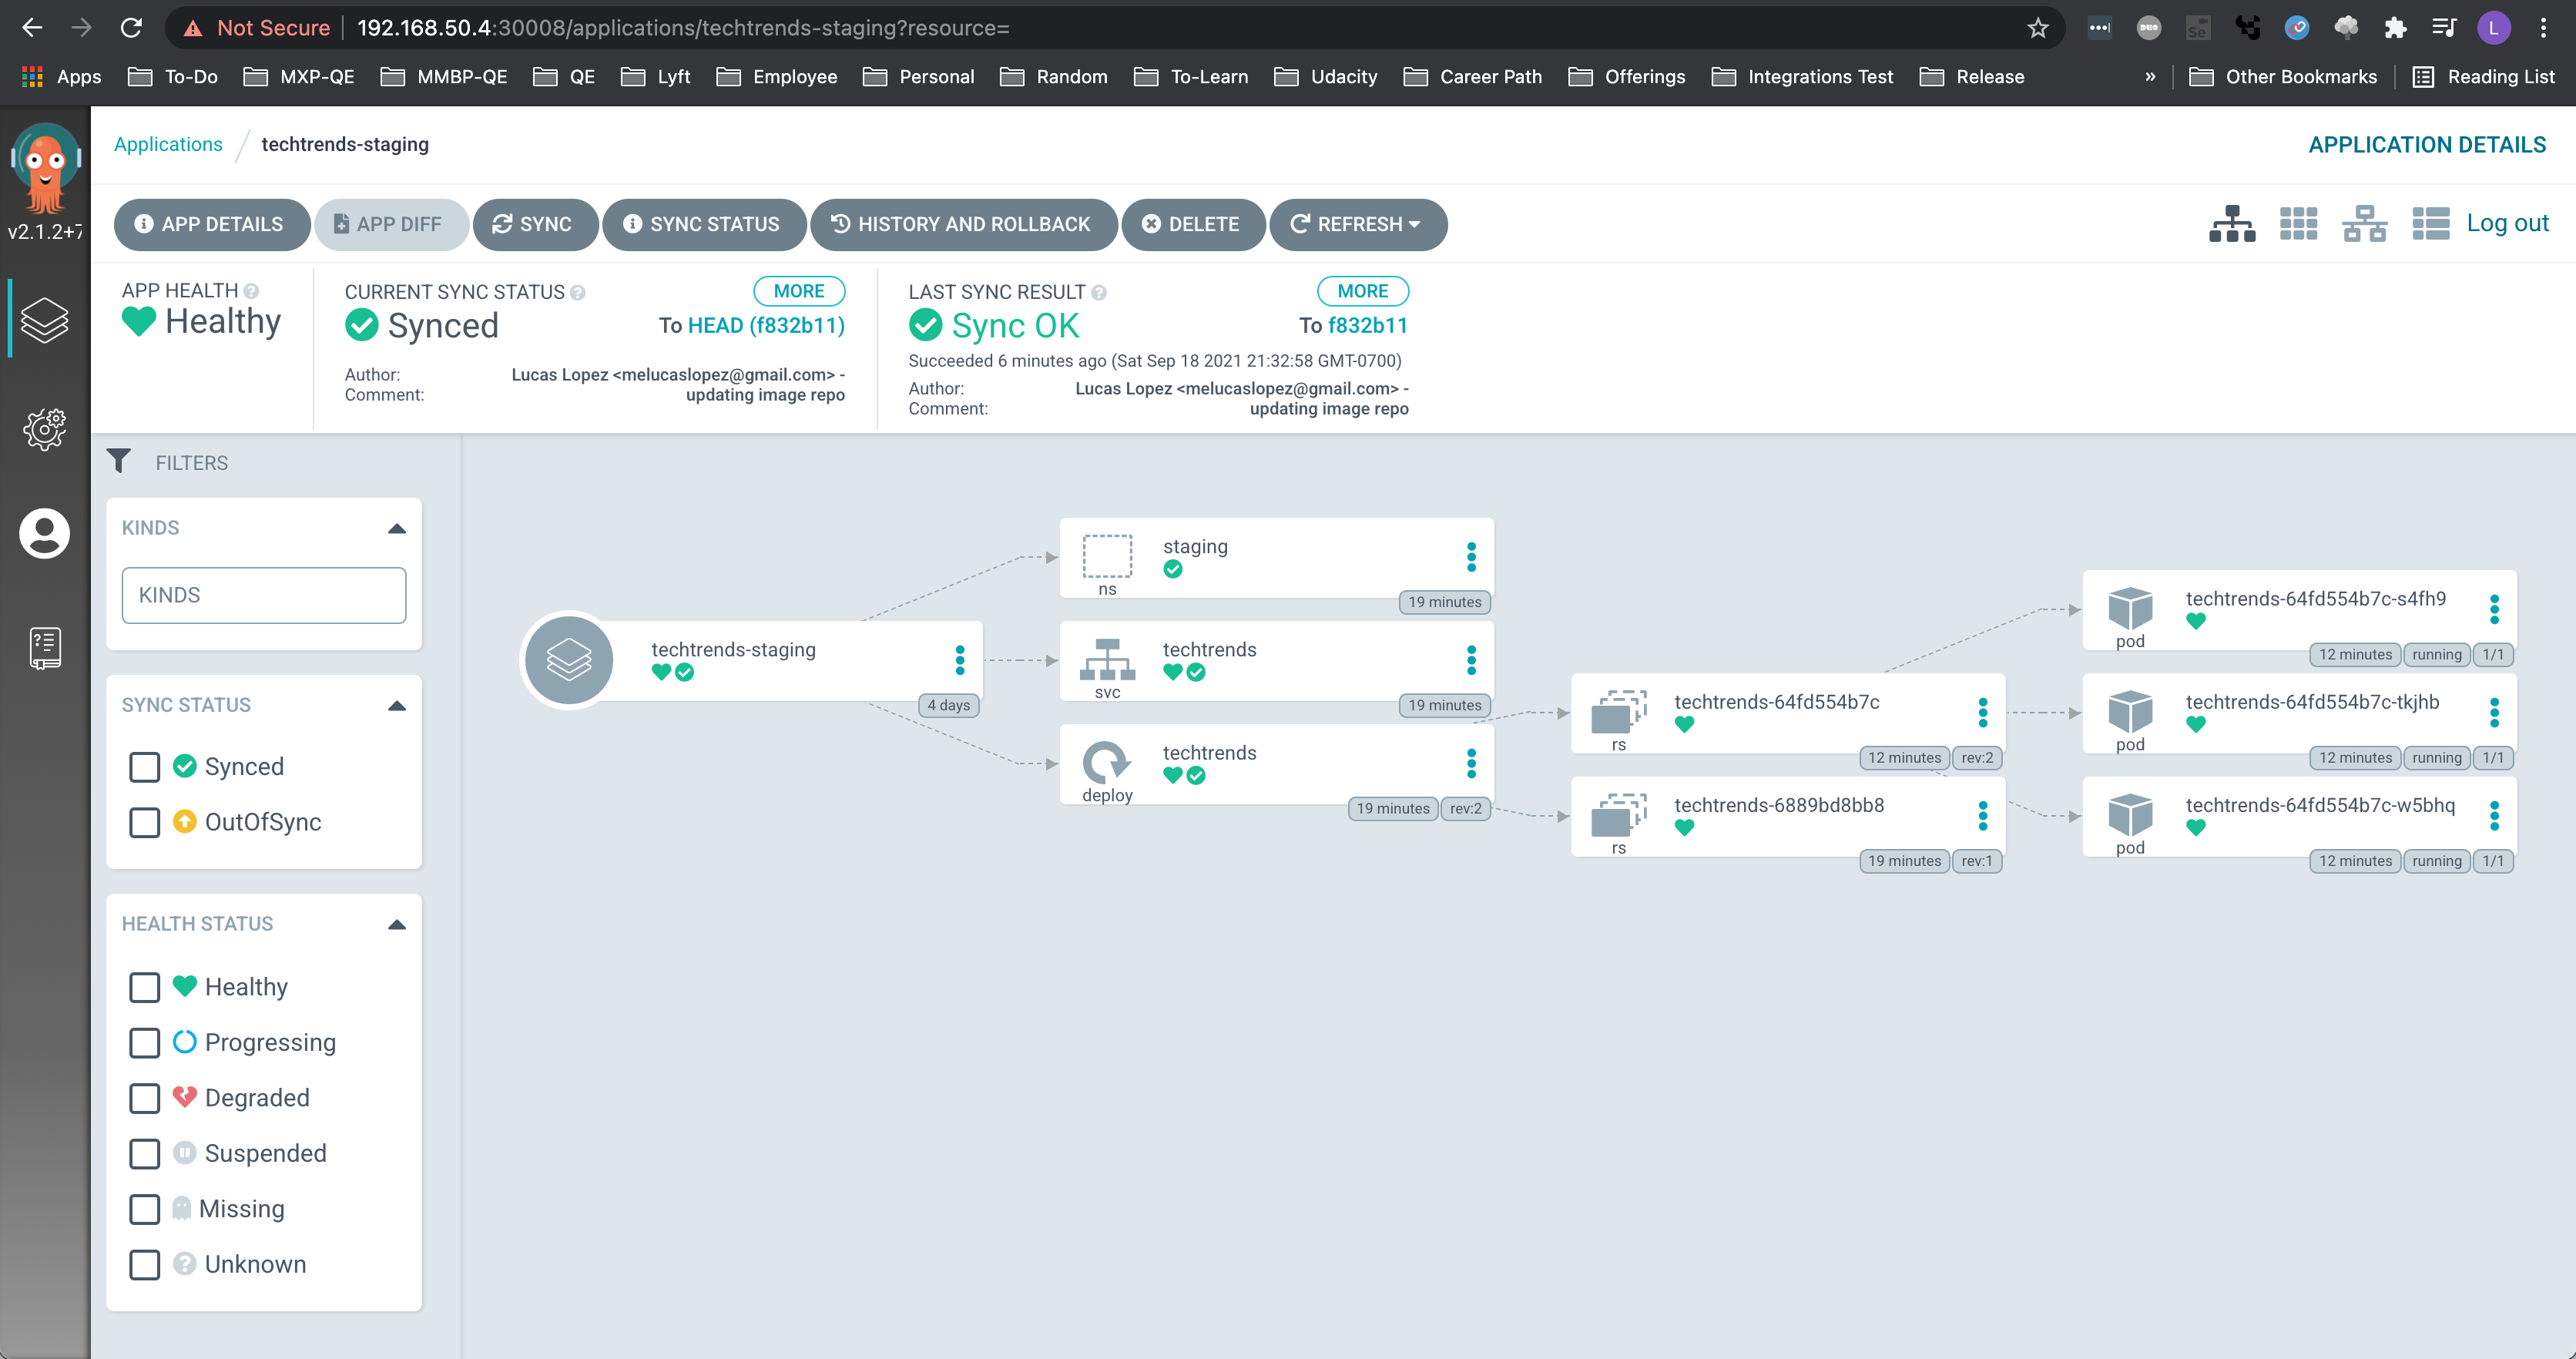 Not Secure 192.168.50.4:30008/applications/techtrends-staging?resource=
L
Apps To-Do MXP-QE MMBP-QE QE Lyft Employee Personal Random To-Learn Udacity Career Path Offerings Integrations Test Release » Other Bookmarks Reading List
Applications / techtrends-staging APPLICATION DETAILS
v2.1.2+7
APP DETAILS APP DIFF SYNC SYNC STATUS HISTORY AND ROLLBACK DELETE REFRESH Log out
APP HEALTH
Healthy
CURRENT SYNC STATUS MORE
Synced To HEAD (f832b11)
Author: Lucas Lopez <melucaslopez@gmail.com> -
Comment: updating image repo
LAST SYNC RESULT MORE
Sync OK To f832b11
Succeeded 6 minutes ago (Sat Sep 18 2021 21:32:58 GMT-0700)
Author: Lucas Lopez <melucaslopez@gmail.com> -
Comment: updating image repo
FILTERS
KINDS
KINDS
SYNC STATUS
Synced
OutOfSync
HEALTH STATUS
Healthy
Progressing
Degraded
Suspended
Missing
Unknown
techtrends-staging
4 days
staging
ns
19 minutes
techtrends
svc
19 minutes
techtrends
deploy
19 minutes rev:2
techtrends-64fd554b7c
rs
12 minutes rev:2
techtrends-6889bd8bb8
rs
19 minutes rev:1
techtrends-64fd554b7c-s4fh9
pod
12 minutes running 1/1
techtrends-64fd554b7c-tkjhb
pod
12 minutes running 1/1
techtrends-64fd554b7c-w5bhq
pod
12 minutes running 1/1